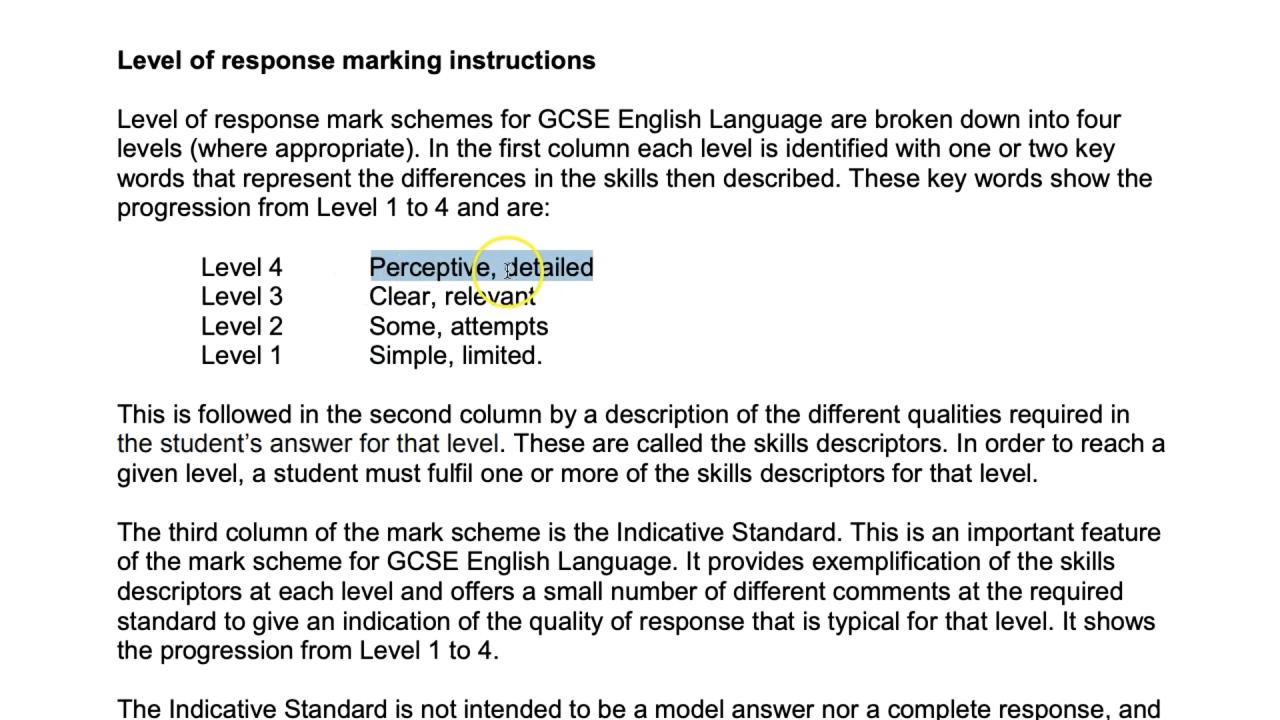 Level of response marking instructions
Level of response mark schemes for GCSE English Language are broken down into four
levels (where appropriate). In the first column each level is identified with one or two key
words that represent the differences in the skills then described. These key words show the
progression from Level 1 to 4 and are:
Level 4 Perceptive, detailed
Level 3 Clear, relevant
Level 2 Some, attempts
Level 1 Simple, limited.
This is followed in the second column by a description of the different qualities required in
the student’s answer for that level. These are called the skills descriptors. In order to reach a
given level, a student must fulfil one or more of the skills descriptors for that level.
The third column of the mark scheme is the Indicative Standard. This is an important feature
of the mark scheme for GCSE English Language. It provides exemplification of the skills
descriptors at each level and offers a small number of different comments at the required
standard to give an indication of the quality of response that is typical for that level. It shows
the progression from Level 1 to 4.
The Indicative Standard is not intended to be a model answer nor a complete response, and